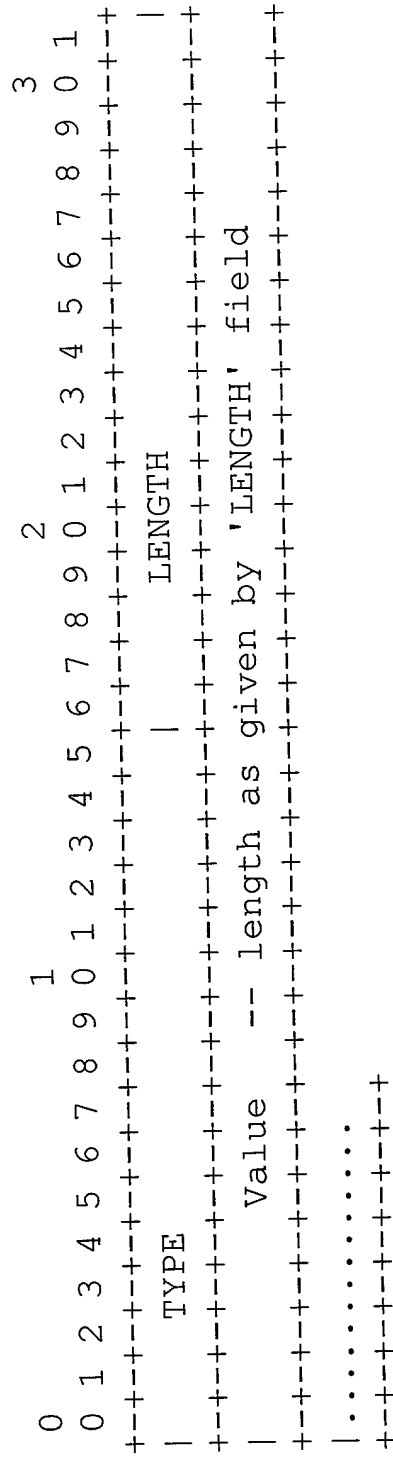 0                   1                   2                   3
 0 1 2 3 4 5 6 7 8 9 0 1 2 3 4 5 6 7 8 9 0 1 2 3 4 5 6 7 8 9 0 1
+-+-+-+-+-+-+-+-+-+-+-+-+-+-+-+-+-+-+-+-+-+-+-+-+-+-+-+-+-+-+-+-+
|     TYPE                      |      LENGTH                   |
+-+-+-+-+-+-+-+-+-+-+-+-+-+-+-+-+-+-+-+-+-+-+-+-+-+-+-+-+-+-+-+-+
|          Value  -- length as given by 'LENGTH' field
+-+-+-+-+-+-+-+-+-+-+-+-+-+-+-+-+-+-+-+-+-+-+-+-+-+-+-+-+-+-+-+-+
|..............
+-+-+-+-+-+-+-+-+